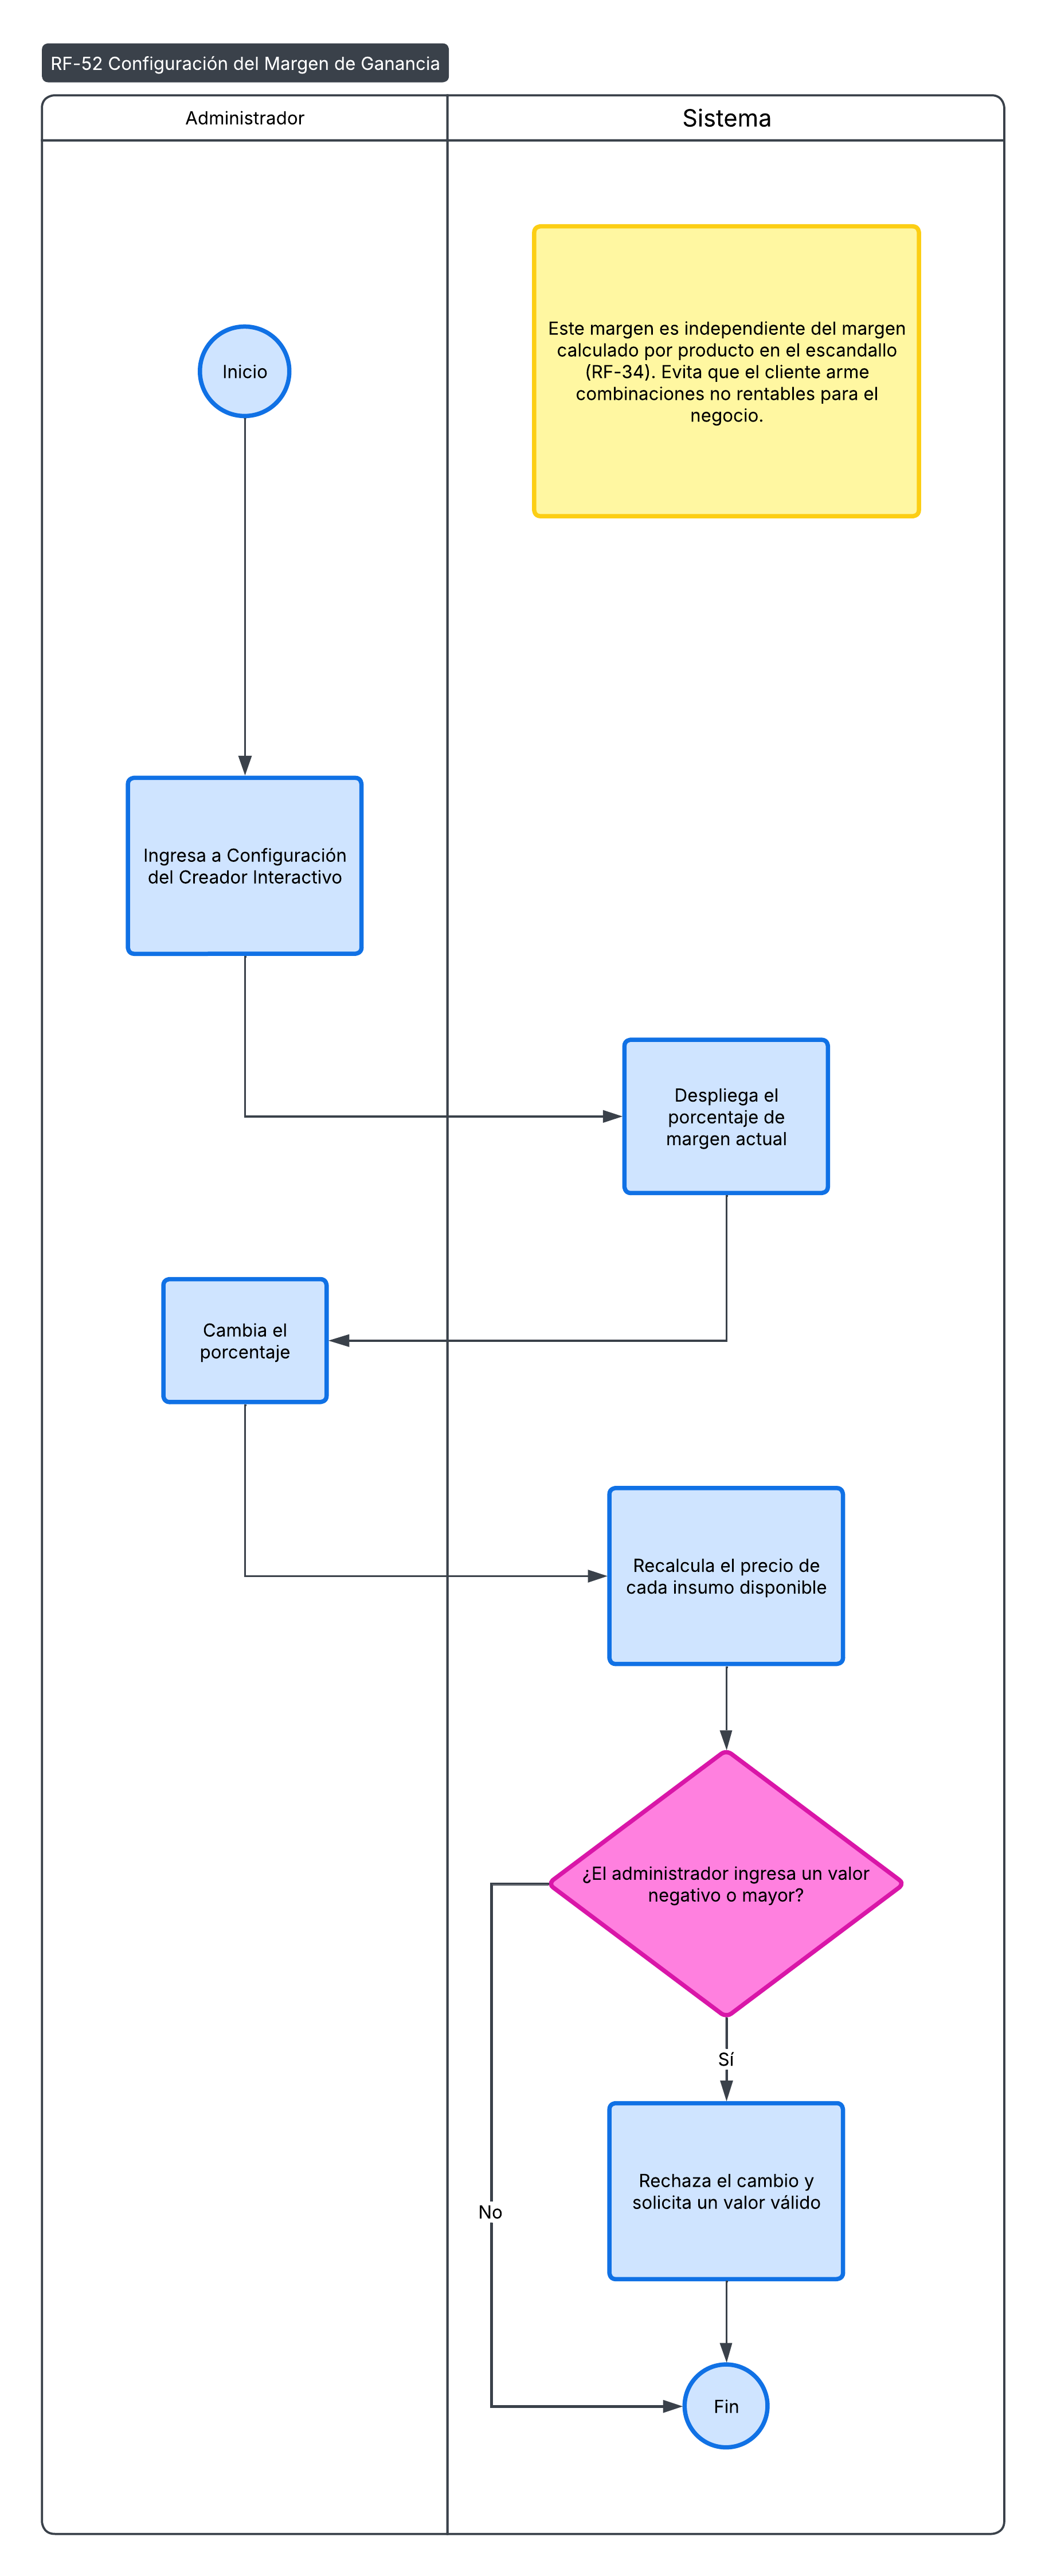 RF-52 Configuración del Margen de Ganancia
Administrador
Sistema
Este margen es independiente del margen
calculado por producto en el escandallo
(RF-34). Evita que el cliente arme
combinaciones no rentables para el
negocio.
Inicio
Ingresa a Configuración
del Creador Interactivo
Despliega el
porcentaje de
margen actual
Cambia el
porcentaje
Recalcula el precio de
cada insumo disponible
¿El administrador ingresa un valor
negativo o mayor?
Sí
Rechaza el cambio y
solicita un valor válido
No
Fin